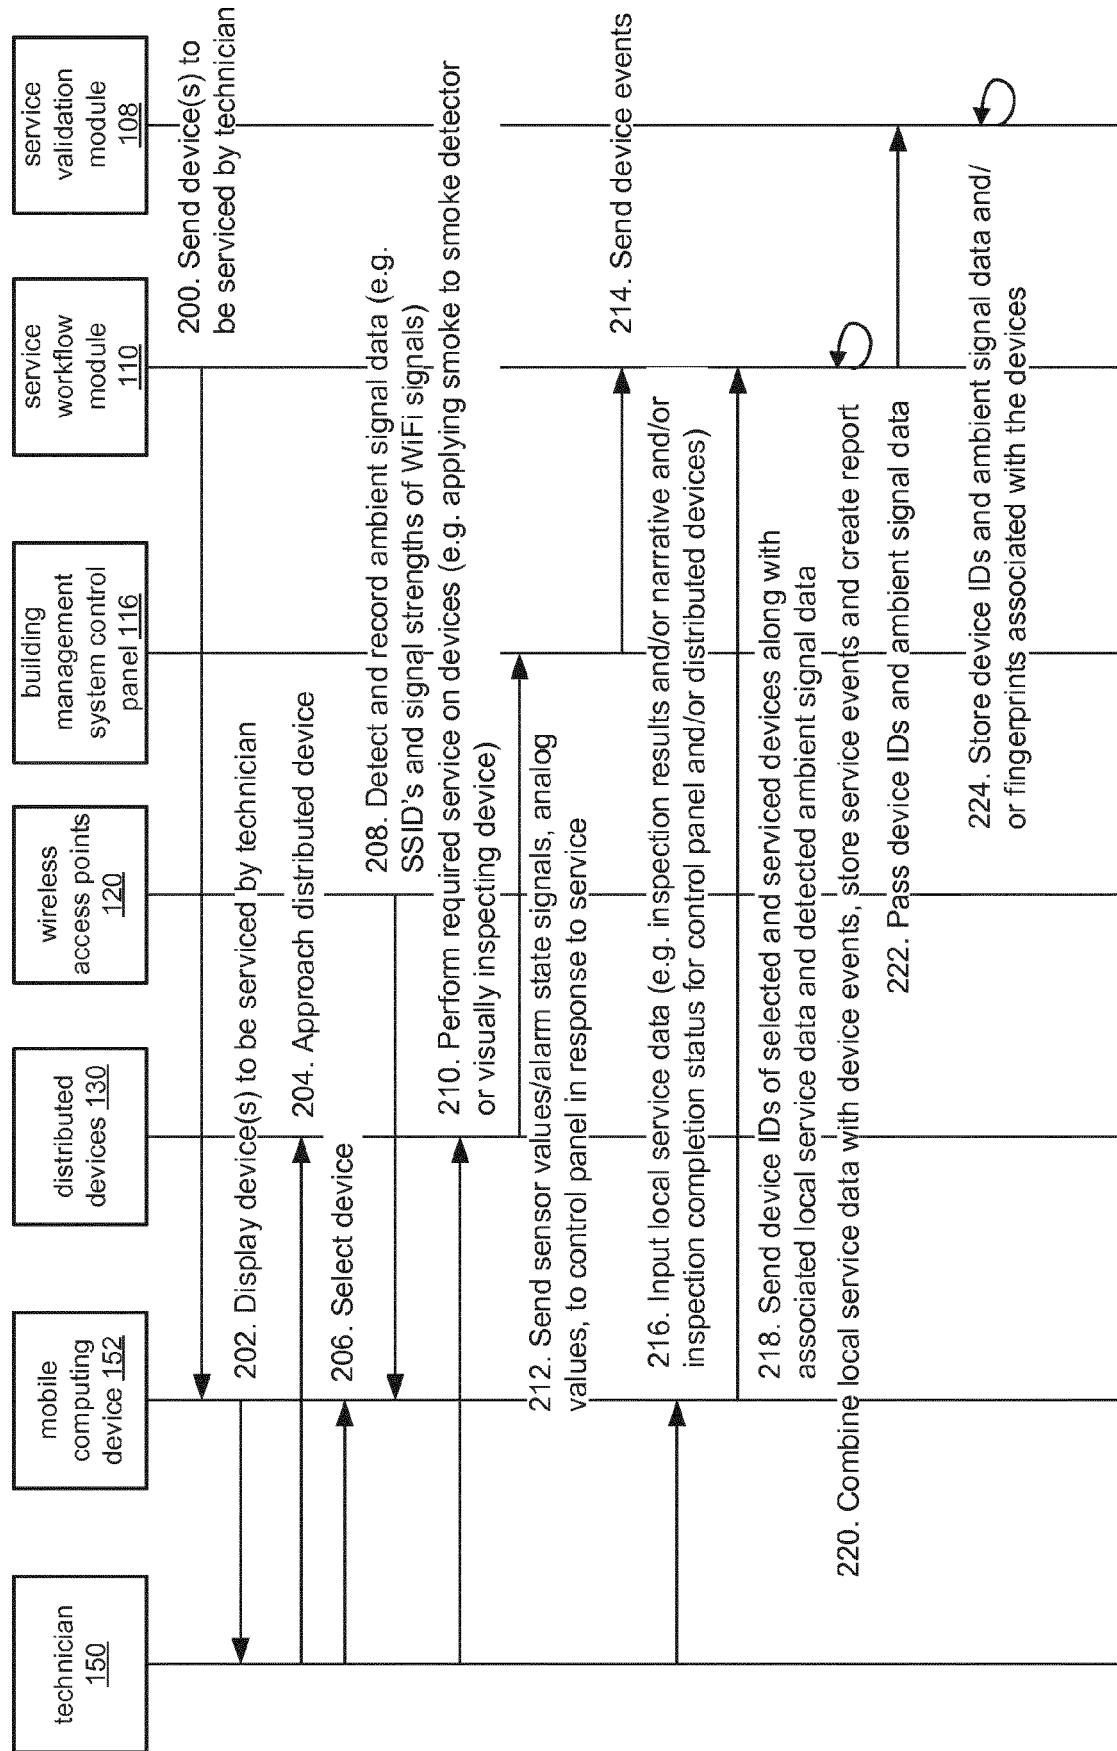 technician
150
mobile
computing
device 152
distributed
devices 130
wireless
access points
120
building
management
system control
panel 116
service
workflow
module
110
service
validation
module
108
200. Send device(s) to
be serviced by technician
202. Display device(s) to be serviced by technician
204. Approach distributed device
206. Select device
208. Detect and record ambient signal data (e.g.
SSID's and signal strengths of WiFi signals)
210. Perform required service on devices (e.g. applying smoke to smoke detector
or visually inspecting device)
212. Send sensor values/alarm state signals, analog
values, to control panel in response to service
214. Send device events
216. Input local service data (e.g. inspection results and/or narrative and/or
inspection completion status for control panel and/or distributed devices)
218. Send device IDs of selected and serviced devices along with
associated local service data and detected ambient signal data
220. Combine local service data with device events, store service events and create report
222. Pass device IDs and ambient signal data
224. Store device IDs and ambient signal data and/
or fingerprints associated with the devices